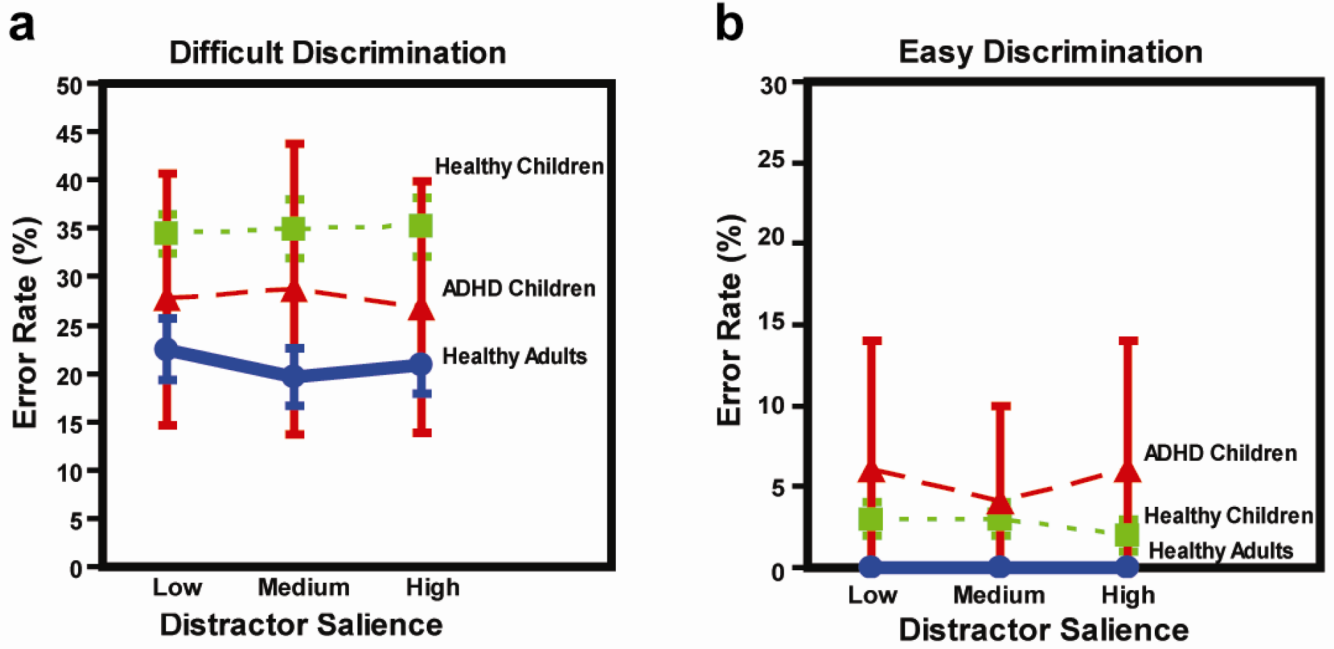 a
Difficult Discrimination
50
45
40
35
30
25
20
15
10
5
0
Error Rate (%)
Healthy Children
ADHD Children
Healthy Adults
Low Medium High
Distractor Salience
b
Easy Discrimination
30
25
20
15
10
5
0
Error Rate (%)
ADHD Children
Healthy Children
Healthy Adults
Low Medium High
Distractor Salience